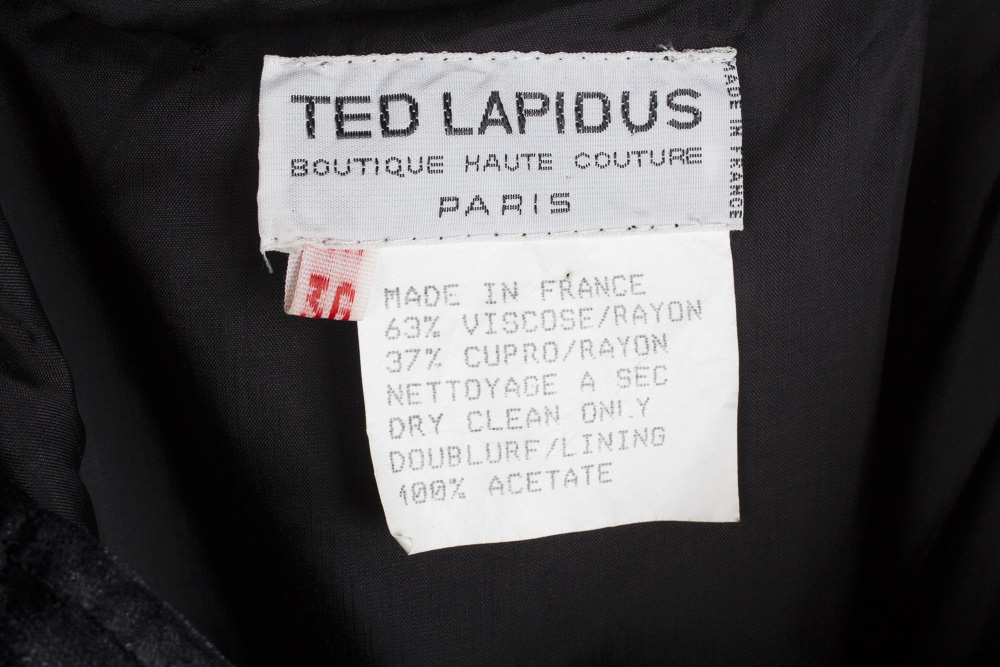 TED LAPIDUS
BOUTIQUE HAUTE COUTURE
PARIS
MADE IN FRANCE
MADE IN FRANCE
63% VISCOSE/RAYON
37% CUPRO/RAYON
NETTOYAGE A SEC
DRY CLEAN ONLY
DOUBLURE/LINING
100% ACETATE